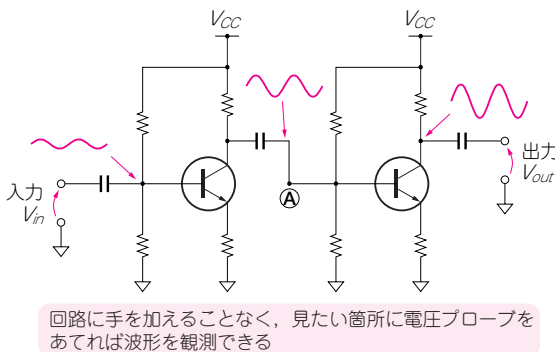 VCC
VCC
入力
Vin
A
出力
Vout
回路に手を加えることなく，見たい箇所に電圧プローブを
あてれば波形を観測できる